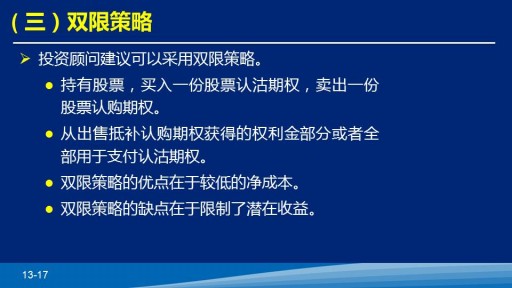 （三）双限策略
投资顾问建议可以采用双限策略。
持有股票，买入一份股票认沽期权，卖出一份
股票认购期权。
从出售抵补认购期权获得的权利金部分或者全
部用于支付认沽期权。
双限策略的优点在于较低的净成本。
双限策略的缺点在于限制了潜在收益。
13-17